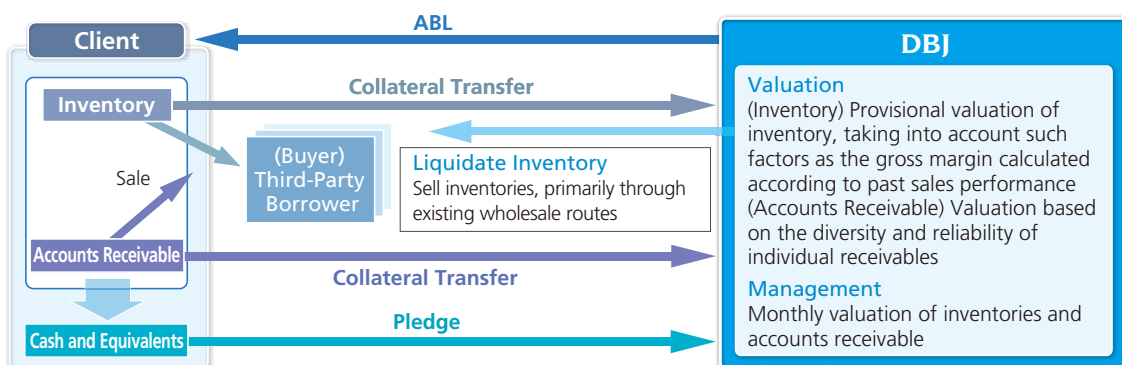 ABL
Client
DBJ
Collateral Transfer
Inventory
Valuation
(Inventory) Provisional valuation of
inventory, taking into account such
factors as the gross margin calculated
according to past sales performance
(Accounts Receivable) Valuation based
on the diversity and reliability of
individual receivables
(Buyer)
Third-Party
Borrower
Liquidate Inventory
Sell inventories, primarily through
existing wholesale routes
Sale
Accounts Receivable
Collateral Transfer
Management
Monthly valuation of inventories and
accounts receivable
Pledge
Cash and Equivalents